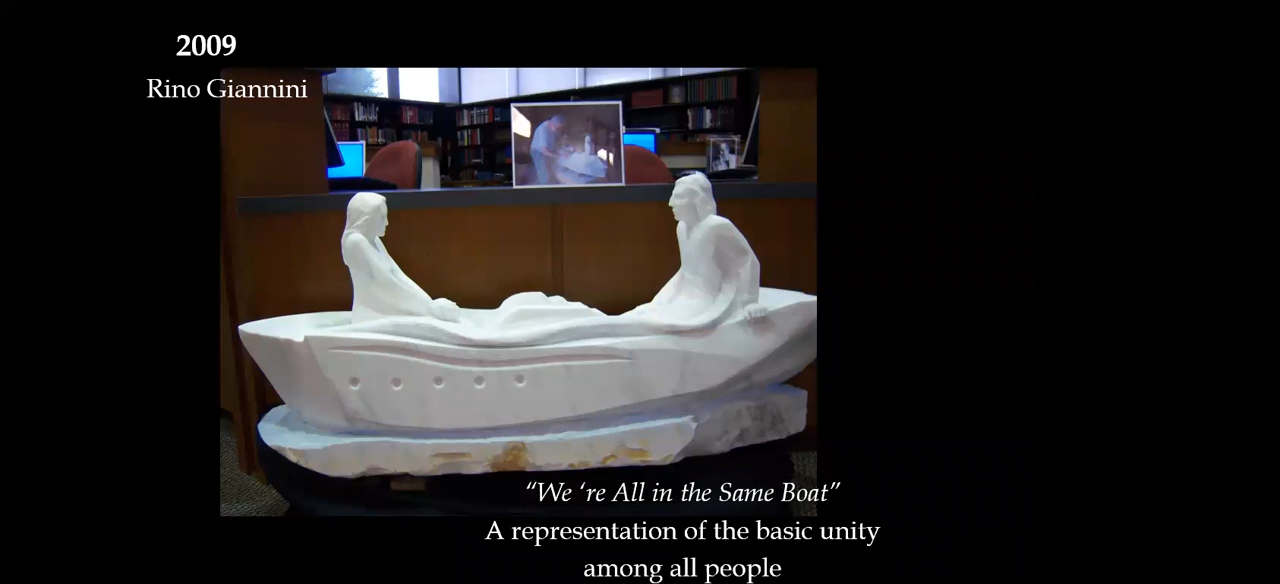 2009
Rino Giannini
“We ‘re All in the Same Boat”
A representation of the basic unity
among all people